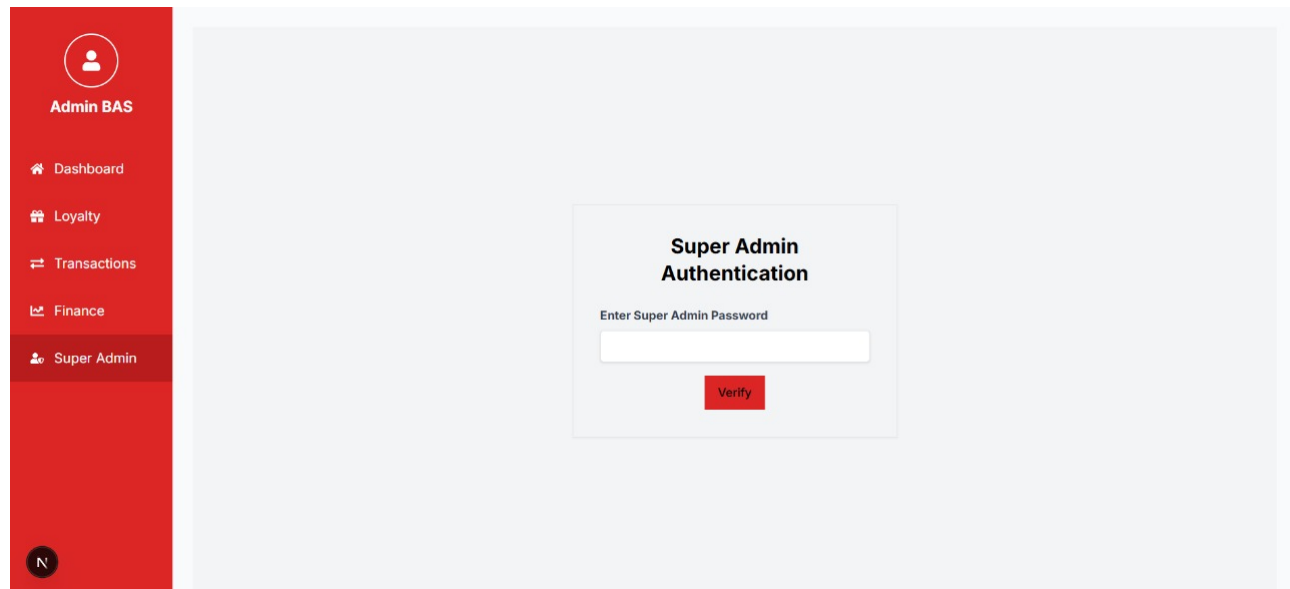 Admin BAS
Dashboard
Loyalty
Transactions
Finance
Super Admin
N
Super Admin
Authentication
Enter Super Admin Password
Verify